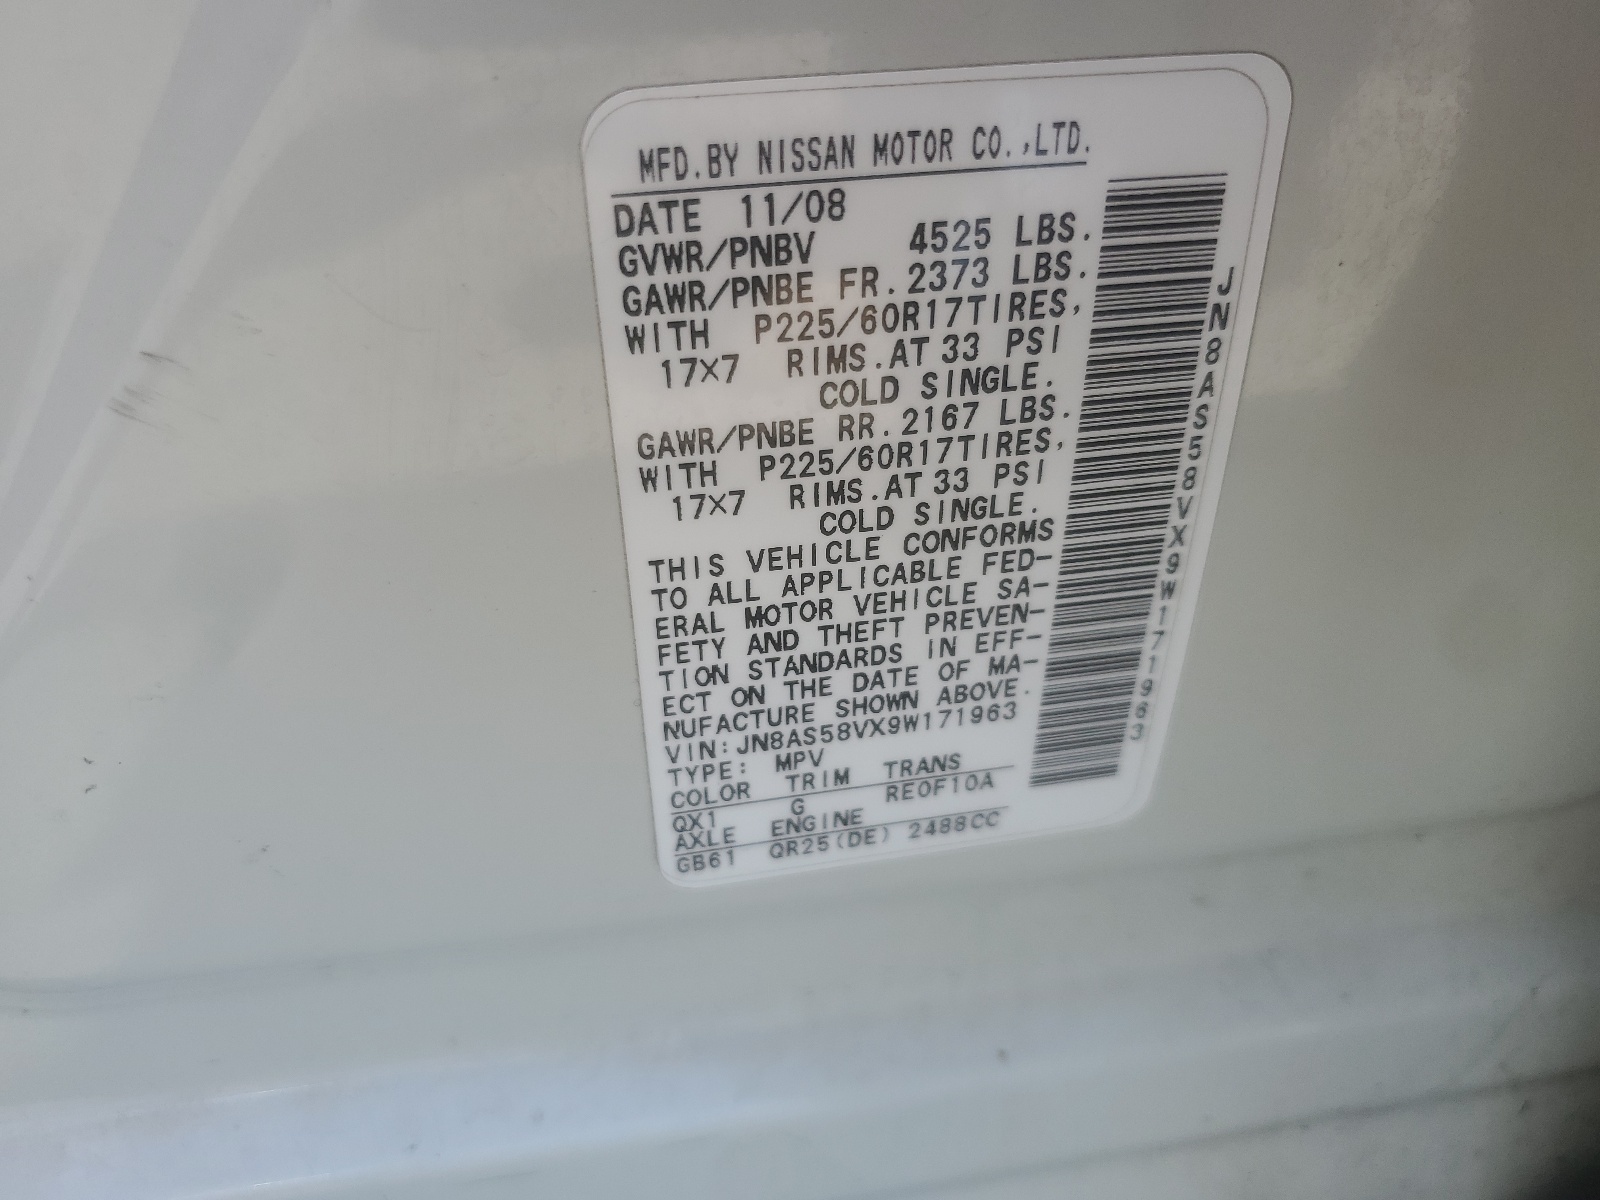 MFD.BY NISSAN MOTOR CO.,LTD.
DATE 11/08
GVWR/PNBV 4525 LBS.
GAWR/PNBE FR.2373 LBS.
WITH P225/60R17TIRES,
17X7 RIMS.AT 33 PSI
COLD SINGLE.
GAWR/PNBE RR.2167 LBS.
WITH P225/60R17TIRES,
17X7 RIMS.AT 33 PSI
COLD SINGLE.
THIS VEHICLE CONFORMS
TO ALL APPLICABLE FED-
ERAL MOTOR VEHICLE SA-
FETY AND THEFT PREVEN-
TION STANDARDS IN EFF-
ECT ON THE DATE OF MA-
NUFACTURE SHOWN ABOVE.
VIN:JN8AS58VX9W171963
TYPE: MPV
COLOR TRIM TRANS
QX1 G RE0F10A
AXLE ENGINE
GB61 QR25(DE) 2488CC
JN8AS58VX9W171963